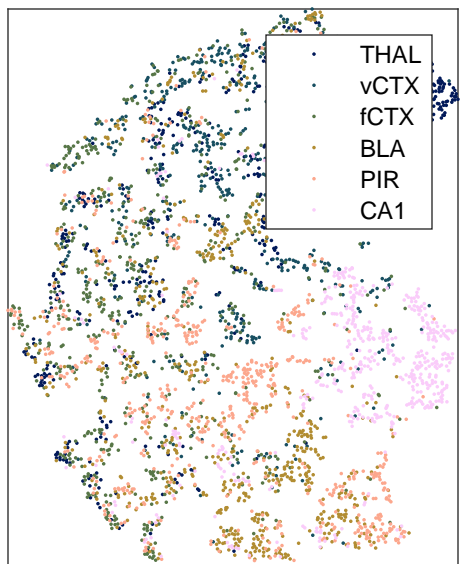 THAL
vCTX
fCTX
BLA
PIR
CA1